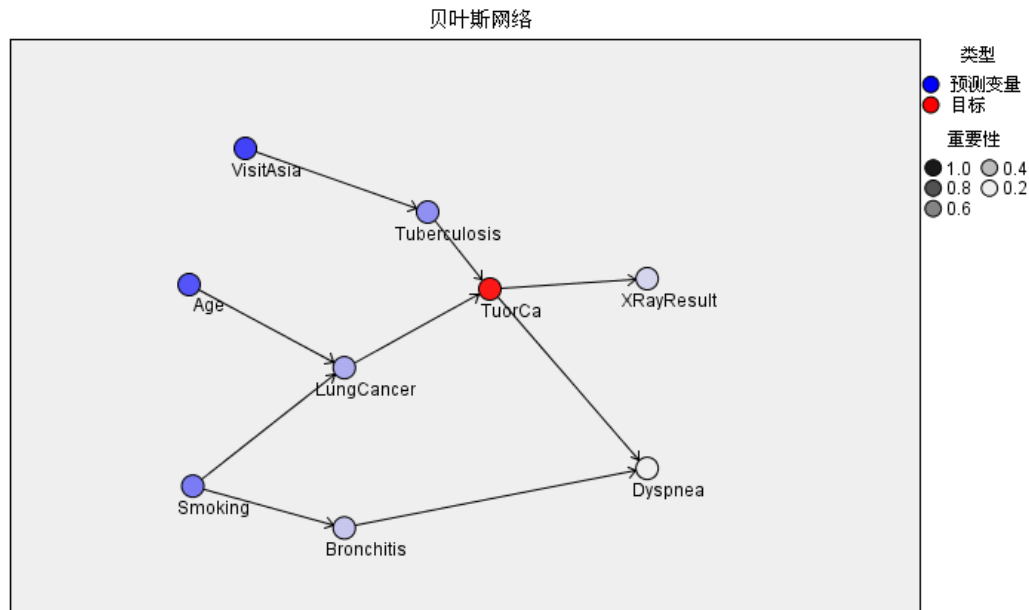 贝叶斯网络
类型
预测变量
目标
重要性
1.0 0.4
0.8 0.2
0.6
VisitAsia
Tuberculosis
Age
TuorCa
XRayResult
LungCancer
Smoking
Dyspnea
Bronchitis